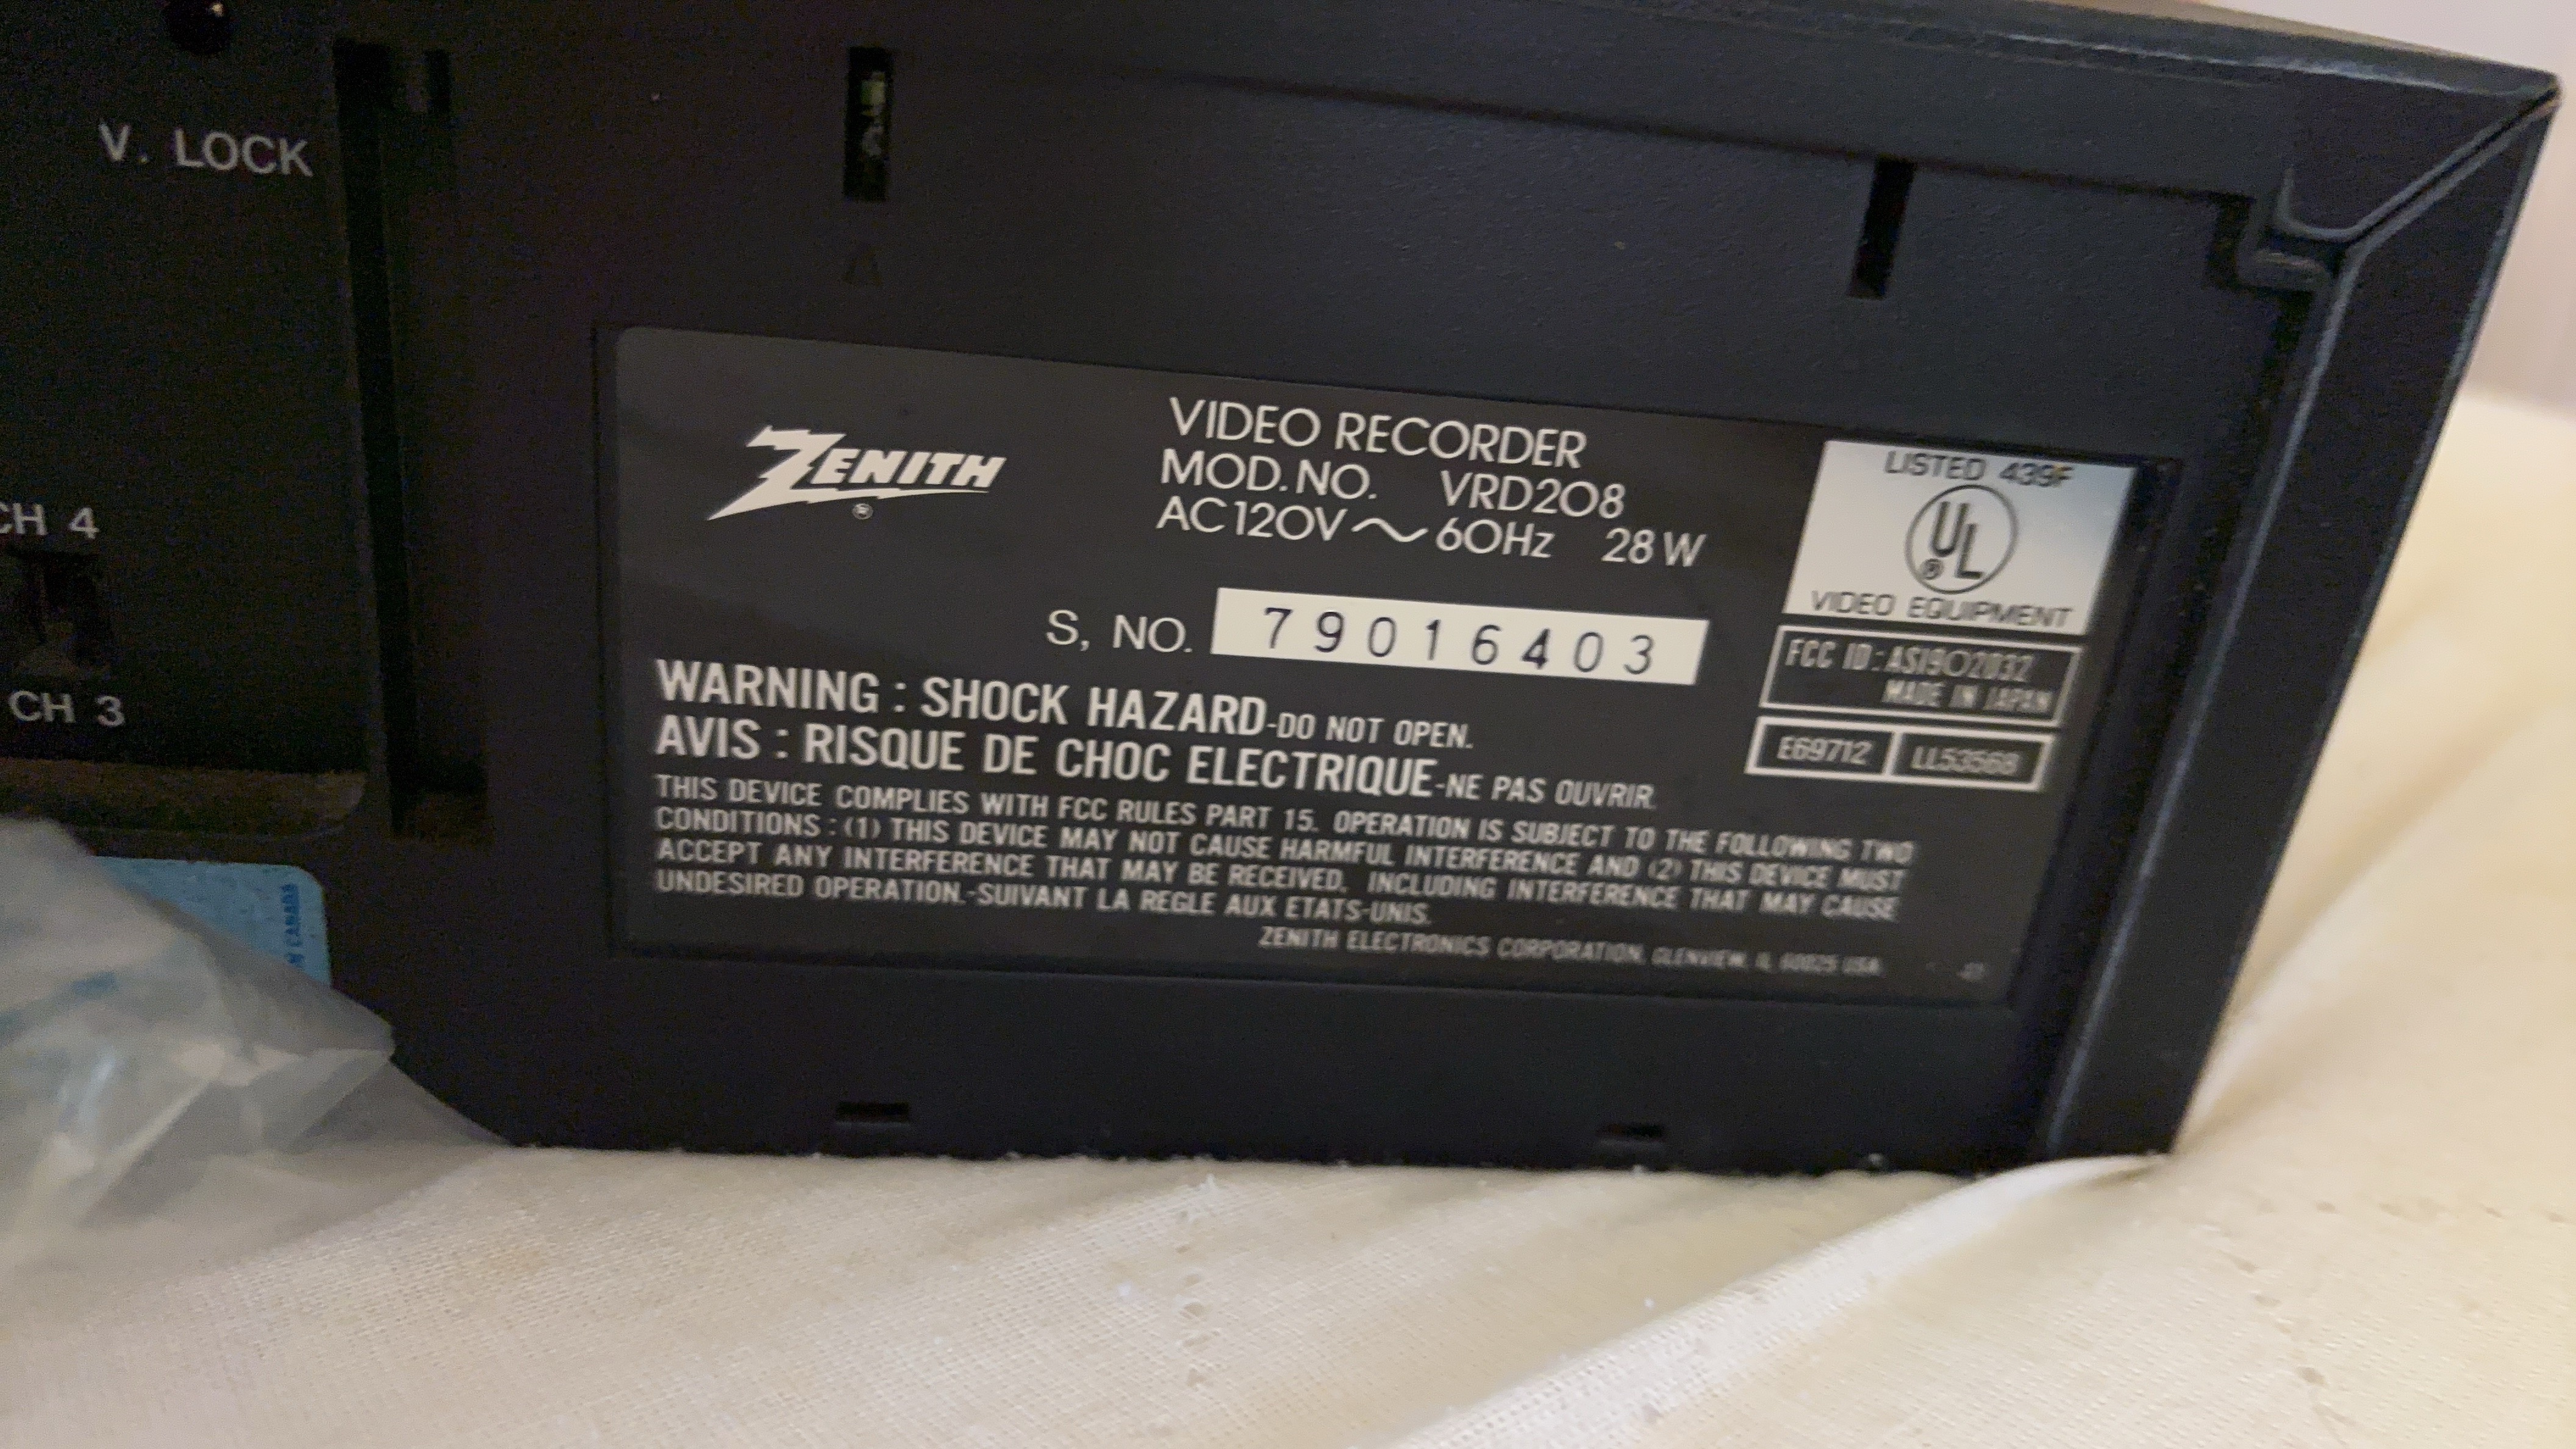 V. LOCK
CH 4
CH 3
ZENITH
®
VIDEO RECORDER
MOD.NO. VRD208
AC120V～60Hz 28W
S, NO. 79016403
LISTED 439F
UL
®
VIDEO EQUIPMENT
FCC ID: ASI9O2032
MADE IN JAPAN
E69712 LL53568
WARNING : SHOCK HAZARD-DO NOT OPEN.
AVIS : RISQUE DE CHOC ELECTRIQUE-NE PAS OUVRIR.
THIS DEVICE COMPLIES WITH FCC RULES PART 15. OPERATION IS SUBJECT TO THE FOLLOWING TWO
CONDITIONS : (1) THIS DEVICE MAY NOT CAUSE HARMFUL INTERFERENCE AND (2) THIS DEVICE MUST
ACCEPT ANY INTERFERENCE THAT MAY BE RECEIVED, INCLUDING INTERFERENCE THAT MAY CAUSE
UNDESIRED OPERATION.-SUIVANT LA REGLE AUX ETATS-UNIS.
ZENITH ELECTRONICS CORPORATION, GLENVIEW, IL 60025 USA
CANADA